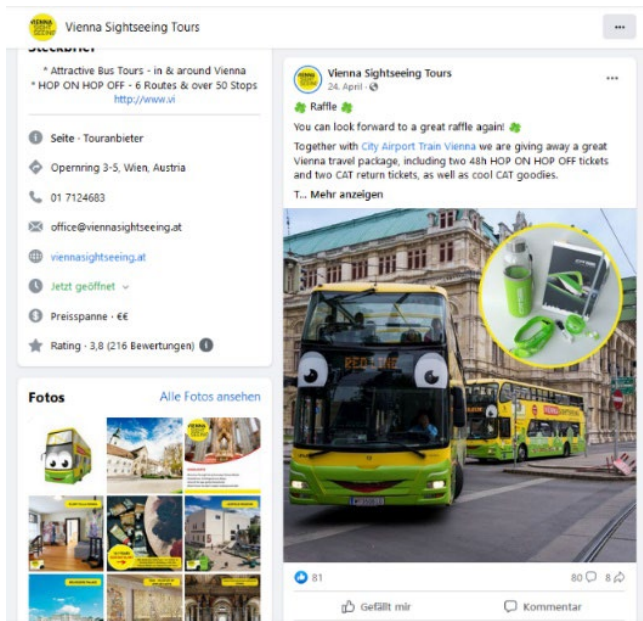 Vienna Sightseeing Tours
Steckbrief
* Attractive Bus Tours - in & around Vienna
* HOP ON HOP OFF - 6 Routes & over 50 Stops
http://www.vi
Seite · Touranbieter
Opernring 3-5, Wien, Austria
01 7124683
office@viennasightseeing.at
viennasightseeing.at
Jetzt geöffnet
Preisspanne · €€
Rating · 3,8 (216 Bewertungen)
Fotos
Alle Fotos ansehen
Vienna Sightseeing Tours
24. April ·
Raffle
You can look forward to a great raffle again!
Together with City Airport Train Vienna we are giving away a great
Vienna travel package, including two 48h HOP ON HOP OFF tickets
and two CAT return tickets, as well as cool CAT goodies.
T... Mehr anzeigen
RED LINE
81
80
8
Gefällt mir
Kommentar